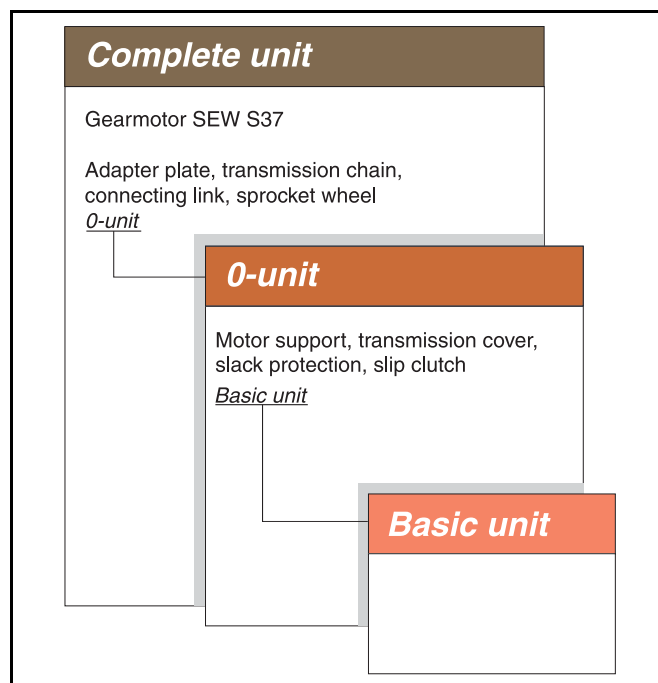 Complete unit
Gearmotor SEW S37
Adapter plate, transmission chain,
connecting link, sprocket wheel
0-unit
0-unit
Motor support, transmission cover,
slack protection, slip clutch
Basic unit
Basic unit